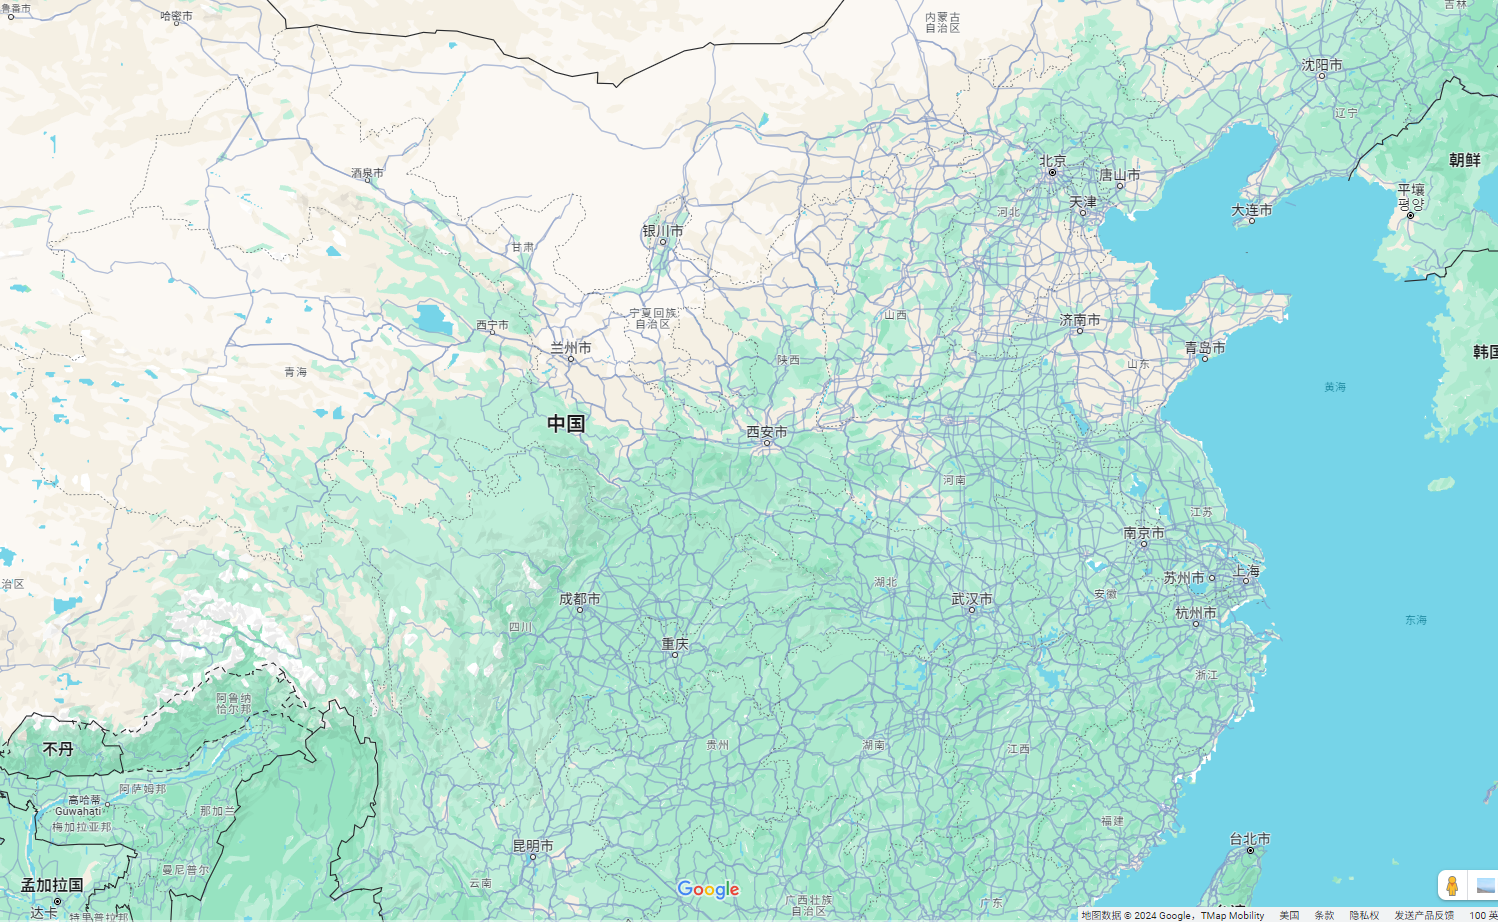 鲁番市
哈密市
内蒙古
自治区
吉林
沈阳市
辽宁
朝鲜
北京
唐山市
酒泉市
平壤
평양
天津
大连市
河北
银川市
甘肃
宁夏回族
自治区
山西
西宁市
济南市
兰州市
青岛市
韩国
陕西
山东
青海
黄海
中国
西安市
河南
江苏
南京市
治区
湖北
苏州市
上海
安徽
成都市
武汉市
杭州市
四川
东海
重庆
浙江
阿鲁纳
恰尔邦
不丹
贵州
湖南
江西
阿萨姆邦
高哈蒂
Guwahati
那加兰
梅加拉亚邦
福建
台北市
昆明市
曼尼普尔
孟加拉国
云南
Google
广西壮族
自治区
广东
达卡
特里普拉邦
地图数据 © 2024 Google, TMap Mobility 美国 条款 隐私权 发送产品反馈 100 英